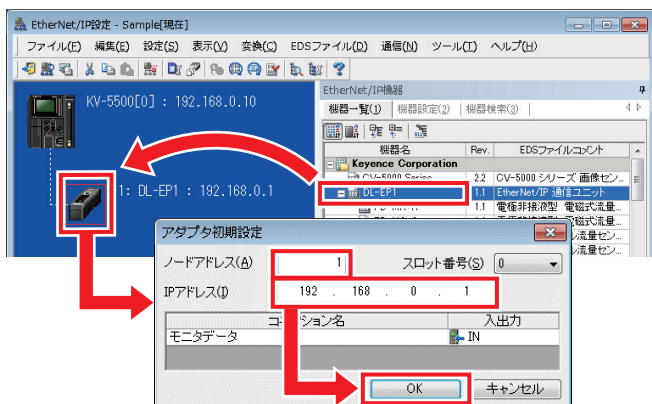 EtherNet/IP設定 - Sample[現在]
ファイル(F) 編集(E) 設定(S) 表示(V) 変換(C) EDSファイル(D) 通信(N) ツール(T) ヘルプ(H)
KV-5500[0] : 192.168.0.10
1: DL-EP1 : 192.168.0.1
EtherNet/IP機器
機器一覧(1) 機器設定(2) 機器検索(3)
機器名 Rev. EDSファイルコメント
Keyence Corporation
CV-5000 Series 2.2 CV-5000 シリーズ 画像セン...
DL-EP1 1.1 EtherNet/IP 通信ユニット
1.1 電極非接液型 電磁式流量...
アダプタ初期設定
ノードアドレス(A) 1 スロット番号(S) 0
IPアドレス(I) 192 . 168 . 0 . 1
コネクション名 入出力
モニタデータ IN
OK キャンセル